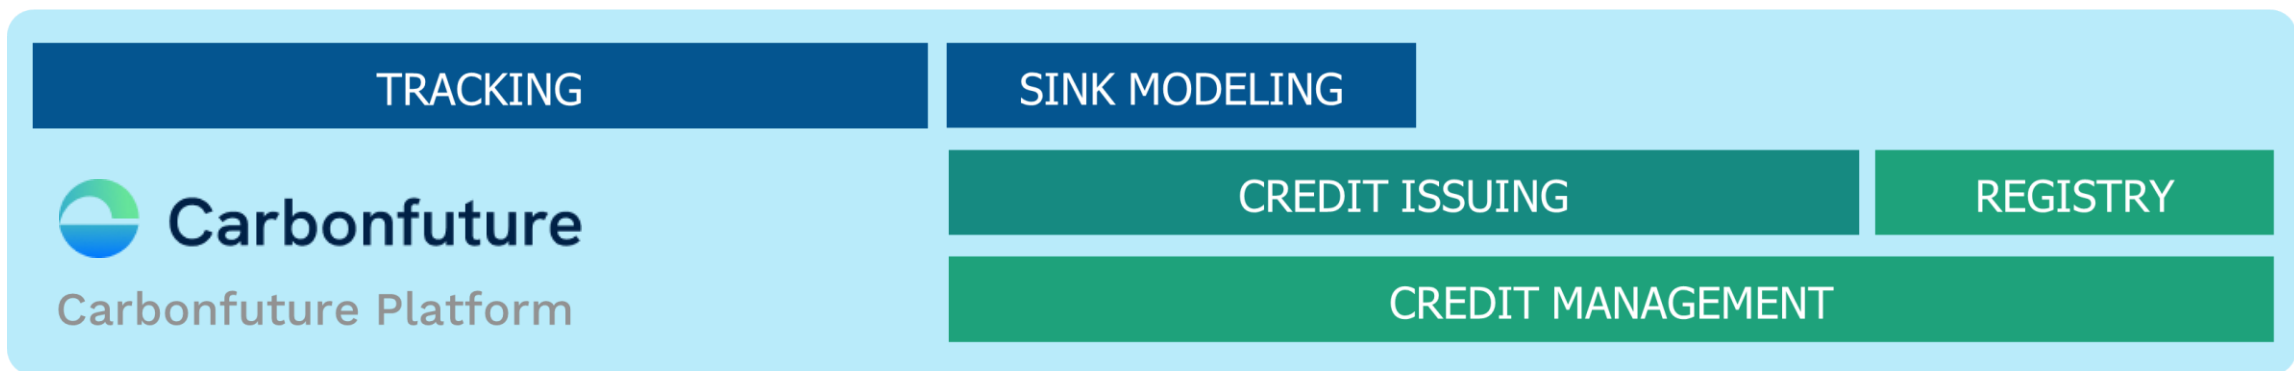 TRACKING
SINK MODELING
CREDIT ISSUING
REGISTRY
Carbonfuture
CREDIT MANAGEMENT
Carbonfuture Platform